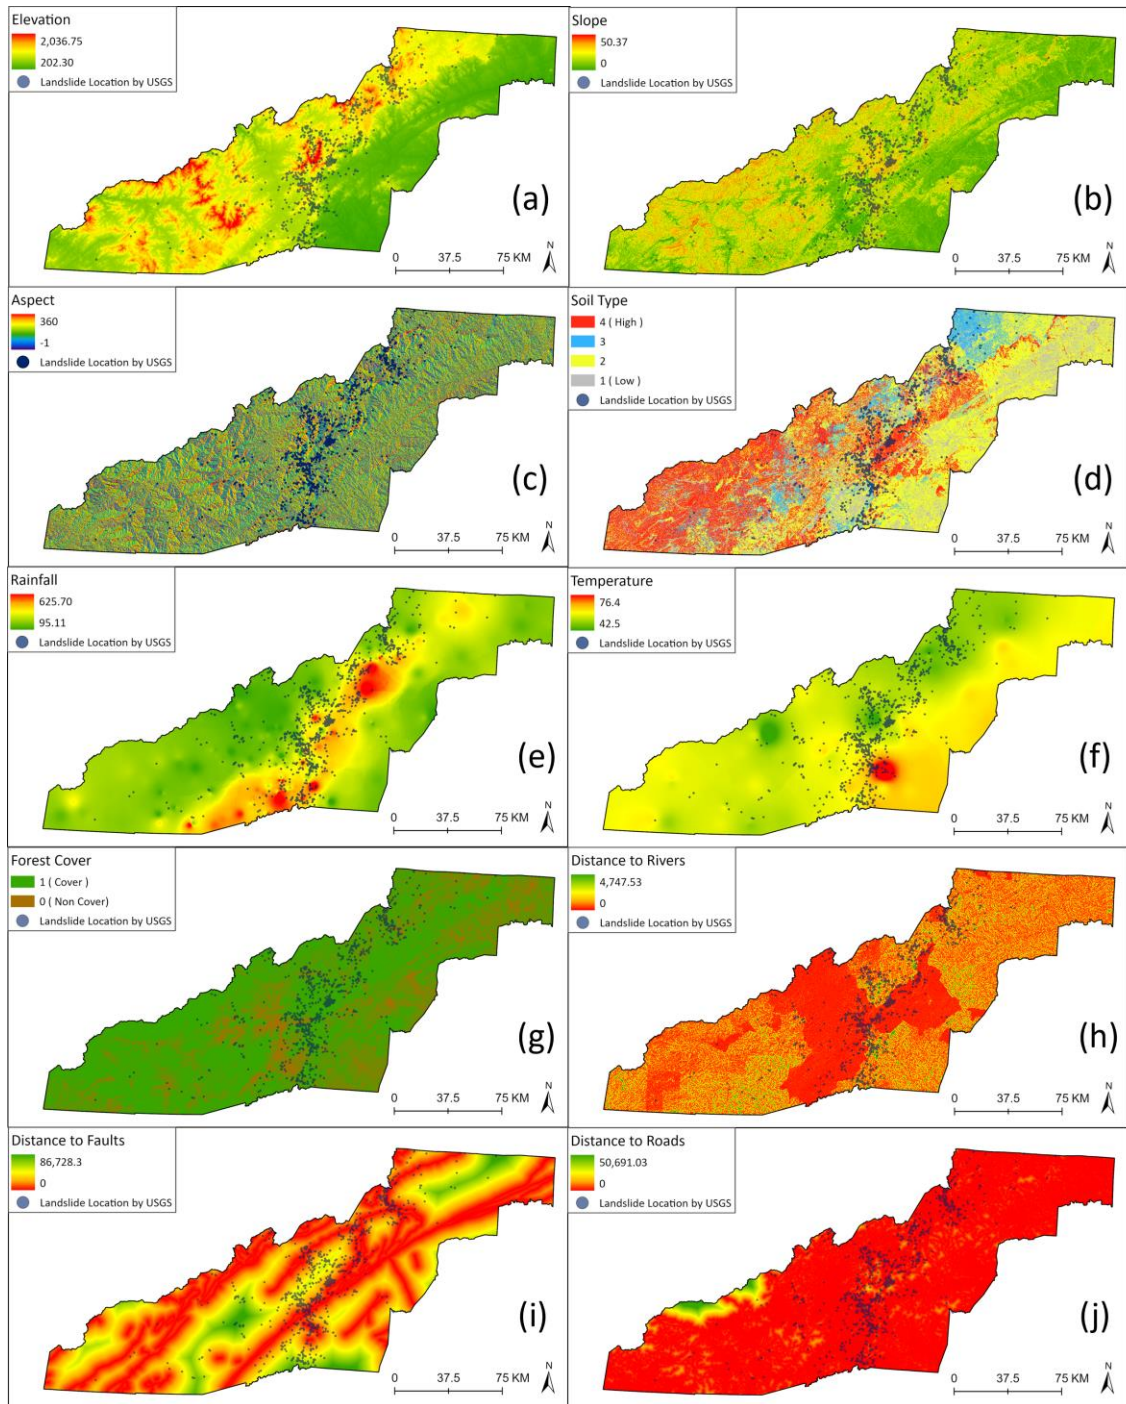 Elevation
2,036.75
202.30
Landslide Location by USGS
(a)
N
0 37.5 75 KM
Slope
50.37
0
Landslide Location by USGS
(b)
N
0 37.5 75 KM
Aspect
360
-1
Landslide Location by USGS
(c)
N
0 37.5 75 KM
Soil Type
4 ( High )
3
2
1 ( Low )
Landslide Location by USGS
(d)
N
0 37.5 75 KM
Rainfall
625.70
95.11
Landslide Location by USGS
(e)
N
0 37.5 75 KM
Temperature
76.4
42.5
Landslide Location by USGS
(f)
N
0 37.5 75 KM
Forest Cover
1 ( Cover )
0 ( Non Cover)
Landslide Location by USGS
(g)
N
0 37.5 75 KM
Distance to Rivers
4,747.53
0
Landslide Location by USGS
(h)
N
0 37.5 75 KM
Distance to Faults
86,728.3
0
Landslide Location by USGS
(i)
N
0 37.5 75 KM
Distance to Roads
50,691.03
0
Landslide Location by USGS
(j)
N
0 37.5 75 KM